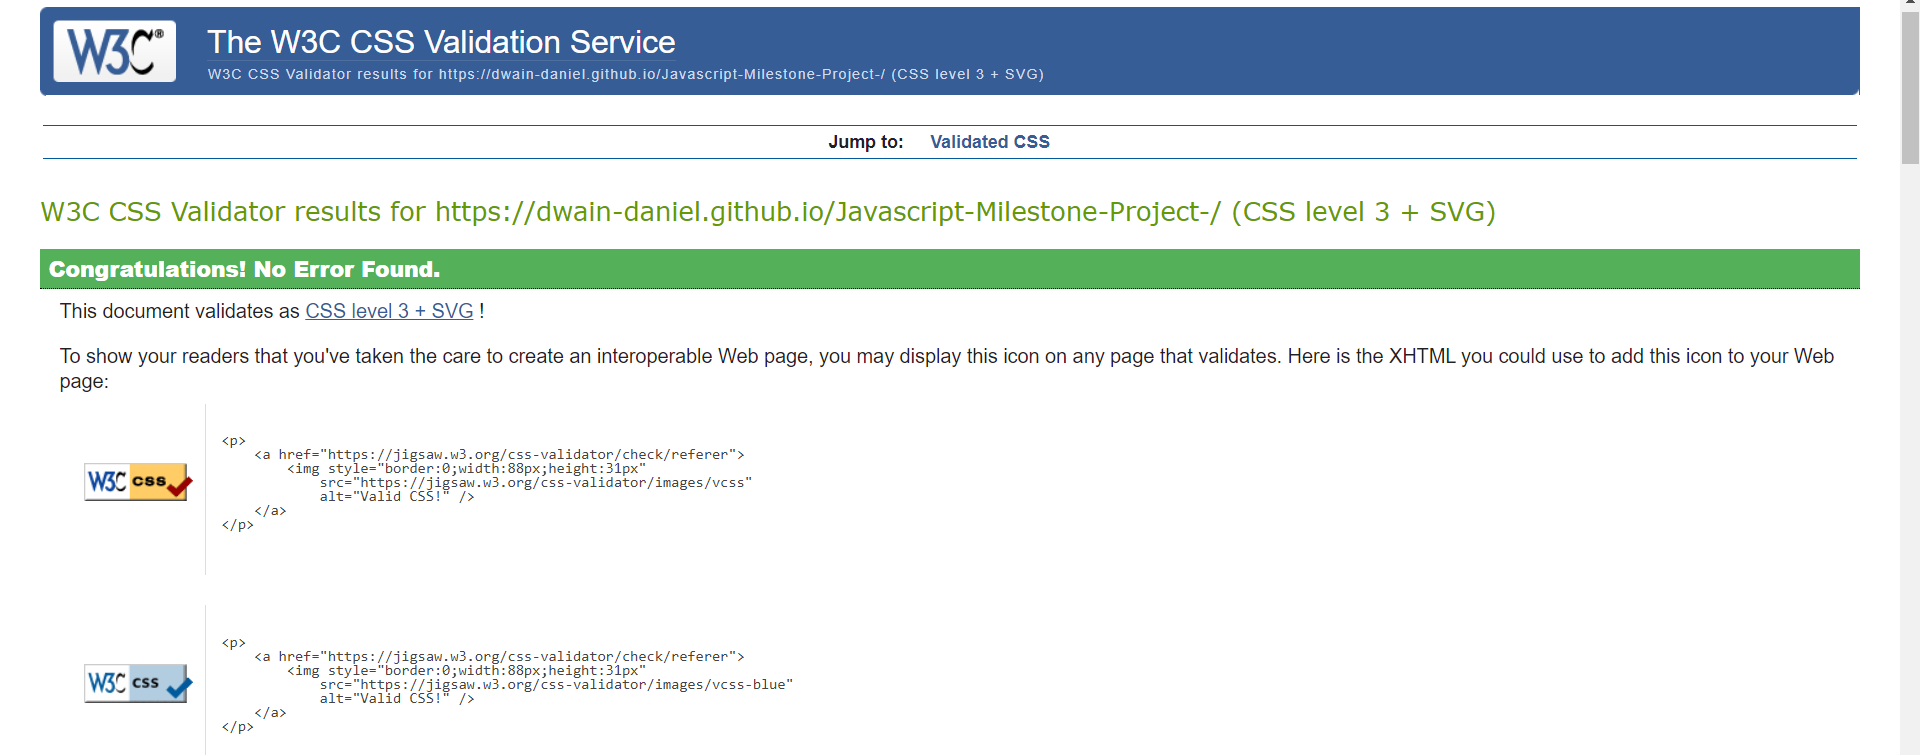 W3C®
The W3C CSS Validation Service
W3C CSS Validator results for https://dwain-daniel.github.io/Javascript-Milestone-Project-/ (CSS level 3 + SVG)
Jump to: Validated CSS
W3C CSS Validator results for https://dwain-daniel.github.io/Javascript-Milestone-Project-/ (CSS level 3 + SVG)
Congratulations! No Error Found.
This document validates as CSS level 3 + SVG !
To show your readers that you've taken the care to create an interoperable Web page, you may display this icon on any page that validates. Here is the XHTML you could use to add this icon to your Web
page:
W3C css
<p>
<a href="https://jigsaw.w3.org/css-validator/check/referer">
<img style="border:0;width:88px;height:31px"
src="https://jigsaw.w3.org/css-validator/images/vcss"
alt="Valid CSS!" />
</a>
</p>
W3C css
<p>
<a href="https://jigsaw.w3.org/css-validator/check/referer">
<img style="border:0;width:88px;height:31px"
src="https://jigsaw.w3.org/css-validator/images/vcss-blue"
alt="Valid CSS!" />
</a>
</p>